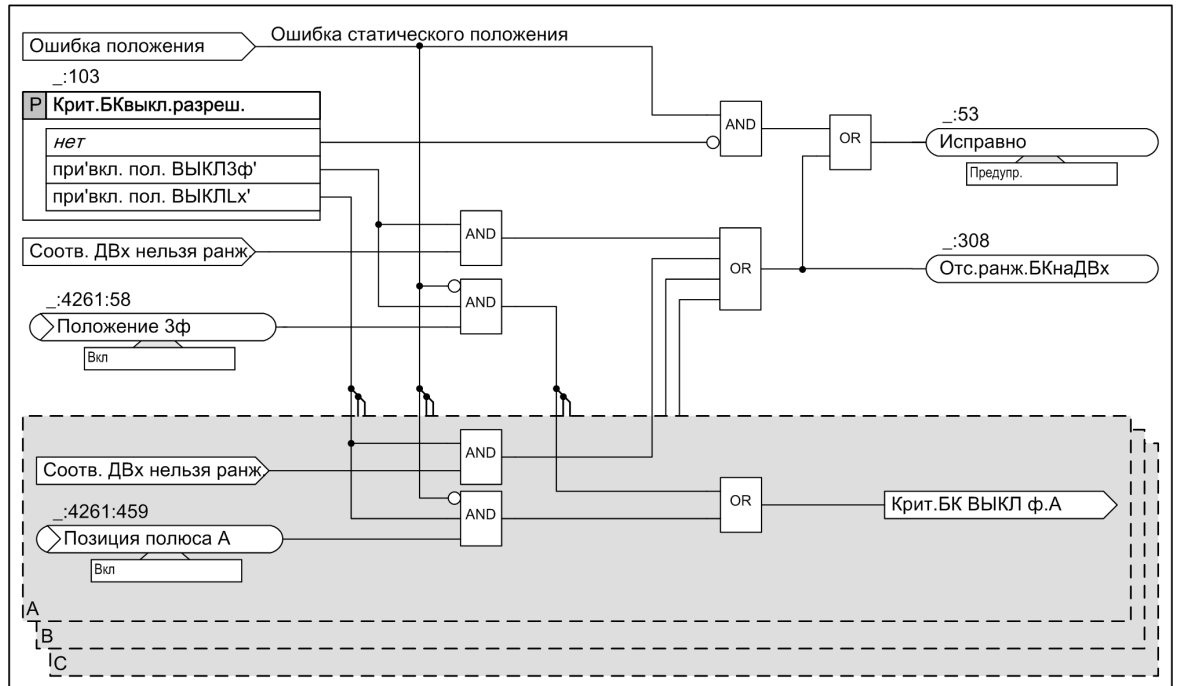 Ошибка положения
Ошибка статического положения
_:103
P Крит.БКвыкл.разреш.
нет
при'вкл. пол. ВЫКЛ3ф'
при'вкл. пол. ВЫКЛLx'
AND
OR
_:53
Исправно
Предупр.
Соотв. ДВх нельзя ранж.
AND
OR
_:308
Отс.ранж.БКнаДВх
AND
_:4261:58
Положение 3ф
Вкл
Соотв. ДВх нельзя ранж.
AND
_:4261:459
Позиция полюса A
Вкл
AND
OR
Крит.БК ВЫКЛ ф.А
A
B
C